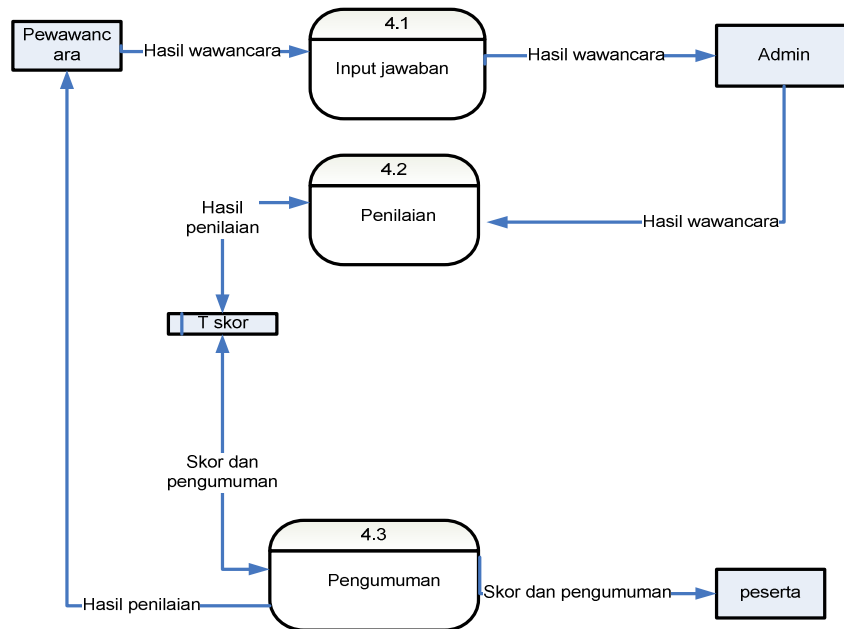 4.1
Pewawanc
ara
Hasil wawancara
Input jawaban
Hasil wawancara
Admin
4.2
Hasil
penilaian
Penilaian
Hasil wawancara
T skor
Skor dan
pengumuman
4.3
Pengumuman
Hasil penilaian
Skor dan pengumuman
peserta